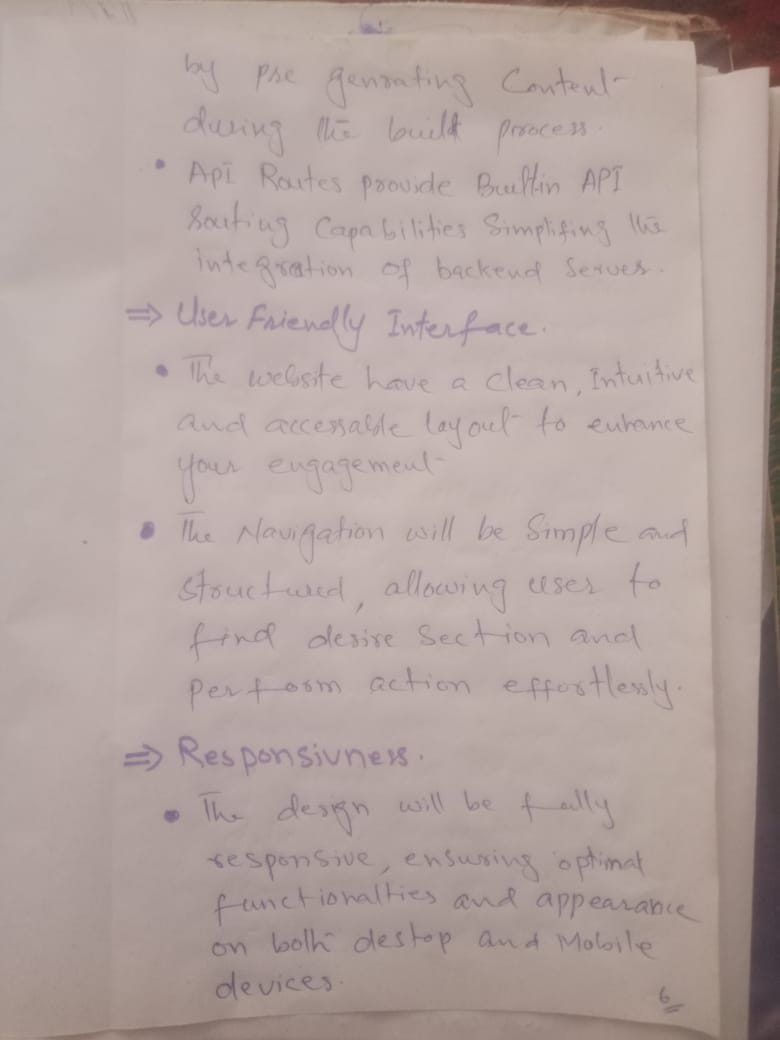 by pre genrating Content
during the build process.
• ApI Routes provide Builtin API
routing Capabilities Simplifing the
integration of backend Serves.
⇒ User Friendly Interface.
• The website have a clean, Intuitive
and accessable layout to enhance
your engagement
• The Navigation will be Simple and
structured, allowing user to
find desire Section and
perform action effortlessly.
⇒ Responsivness.
• The design will be fully
responsive, ensuring optimal
functionalties and appearance
on both destop and Mobile
devices.
6